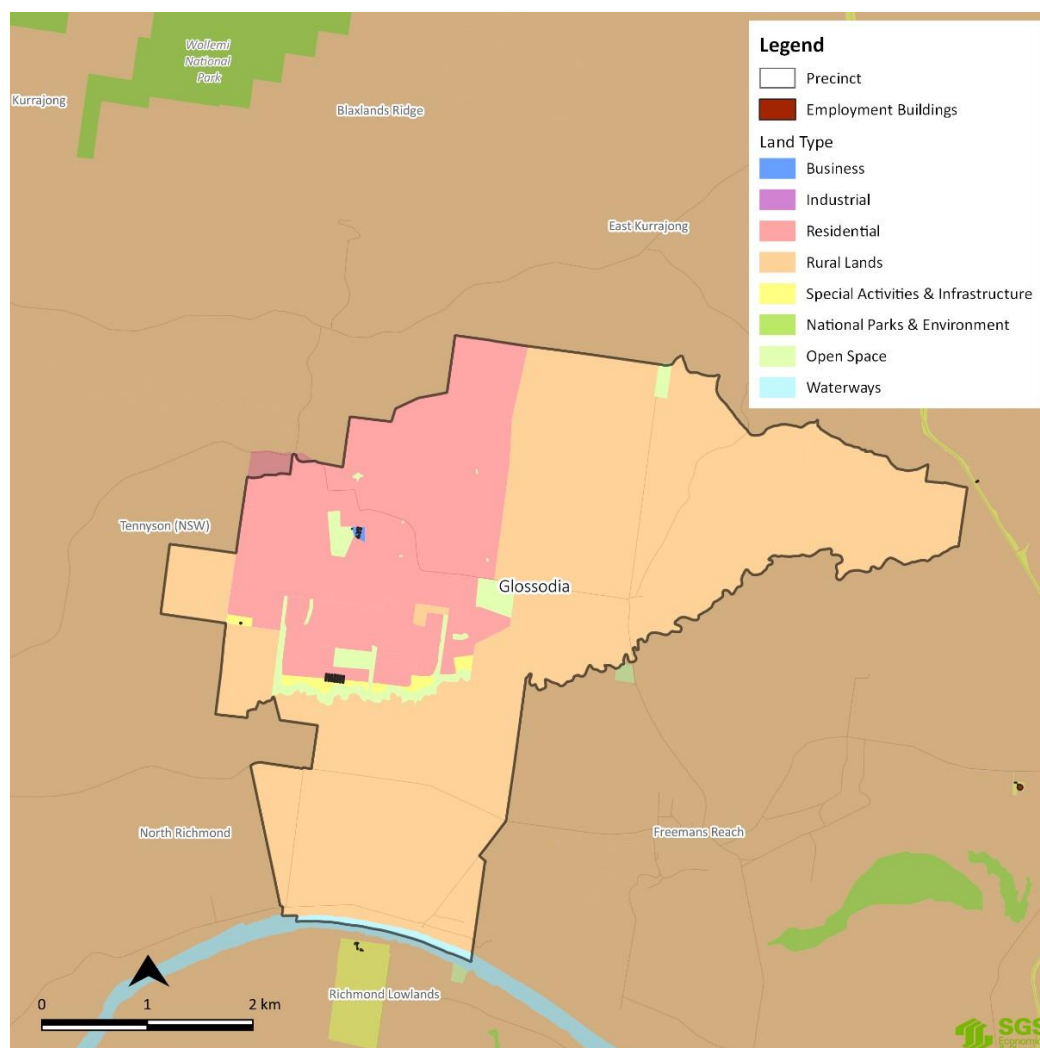 Wollemi
National
Park
Kurrajong
Blaxlands Ridge
East Kurrajong
Tennyson (NSW)
Glossodia
North Richmond
Freemans Reach
Richmond Lowlands
0 1 2 km
Legend
Precinct
Employment Buildings
Land Type
Business
Industrial
Residential
Rural Lands
Special Activities & Infrastructure
National Parks & Environment
Open Space
Waterways
SGS
Economic